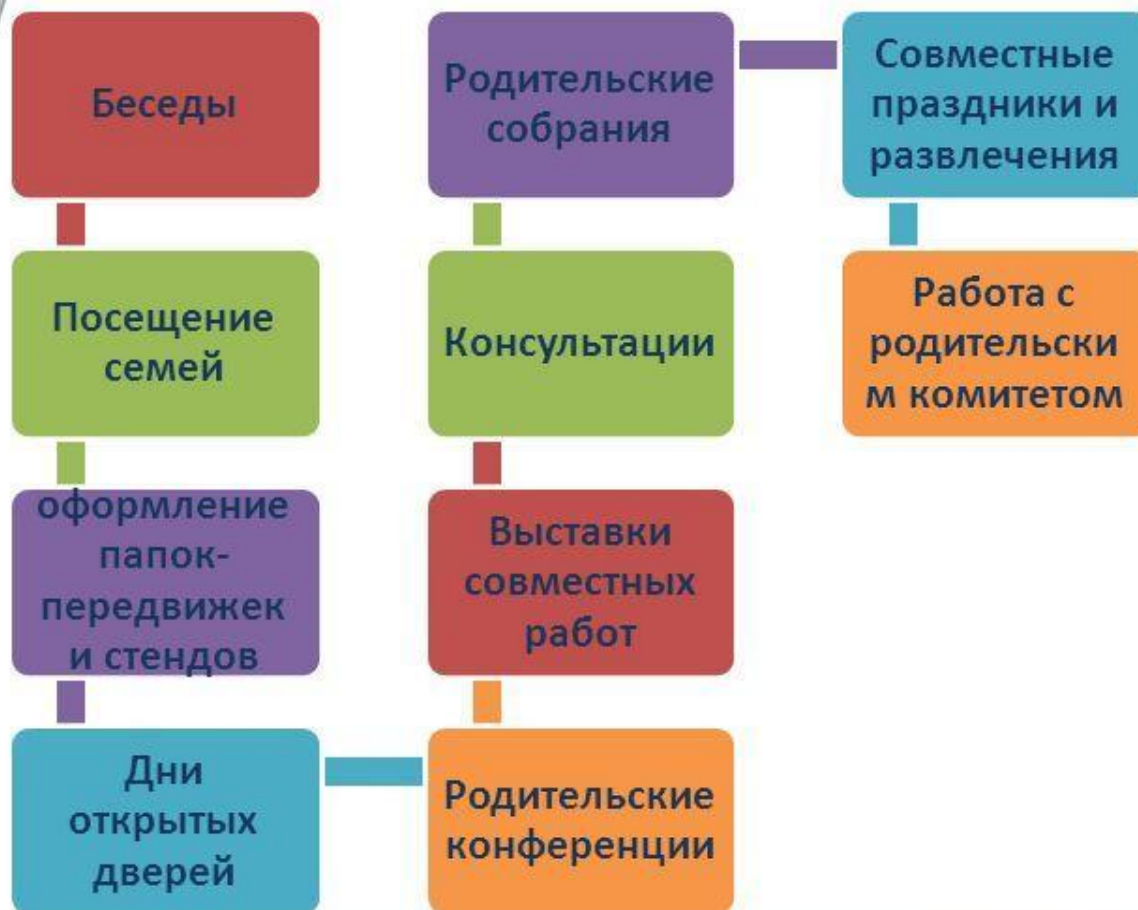 Беседы
Посещение
семей
оформление
папок-
передвижек
и стендов
Дни
открытых
дверей
Родительские
конференции
Выставки
совместных
работ
Консультации
Родительские
собрания
Совместные
праздники и
развлечения
Работа с
родительски
м комитетом